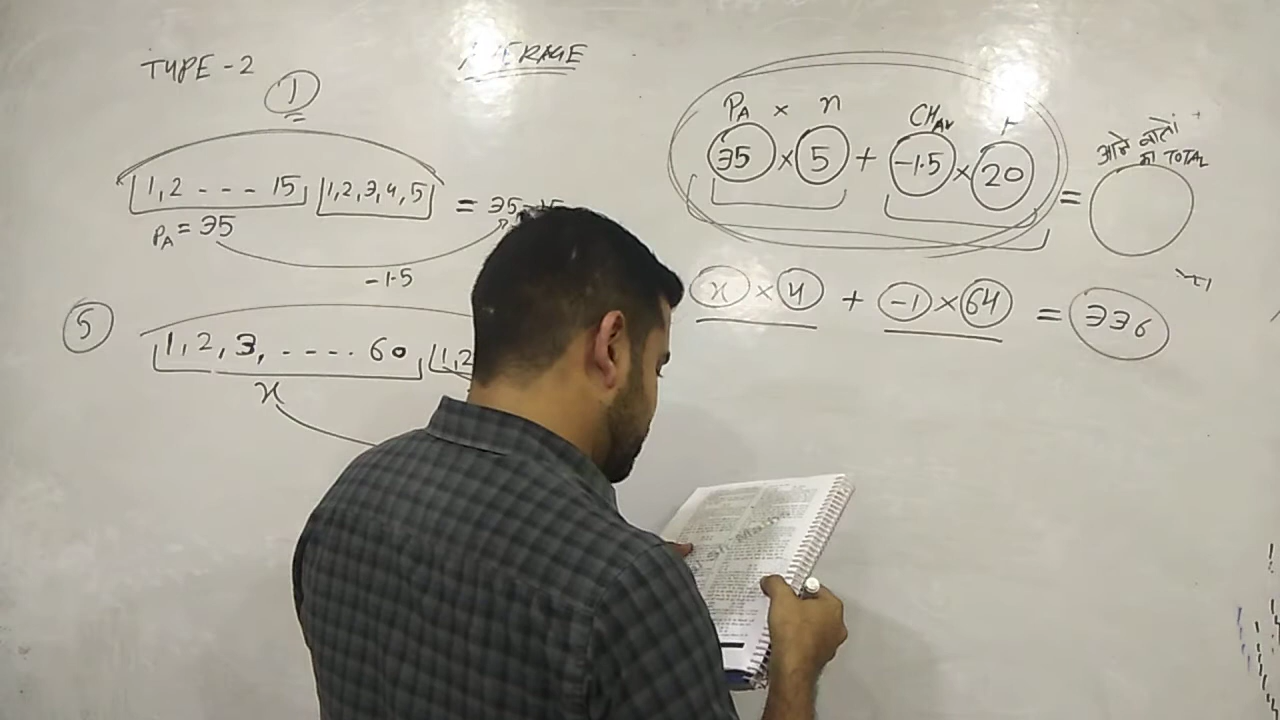 TYPE-2
AVERAGE
1
1,2 - - - 15 1,2,3,4,5 = 35
PA = 35
-1.5
5
1,2,3,....60 1,2
x
PA × n CHAV r
35 × 5 + -1.5 × 20 =
आने वालो
का TOTAL
x × 4 + -1 × 64 = 336